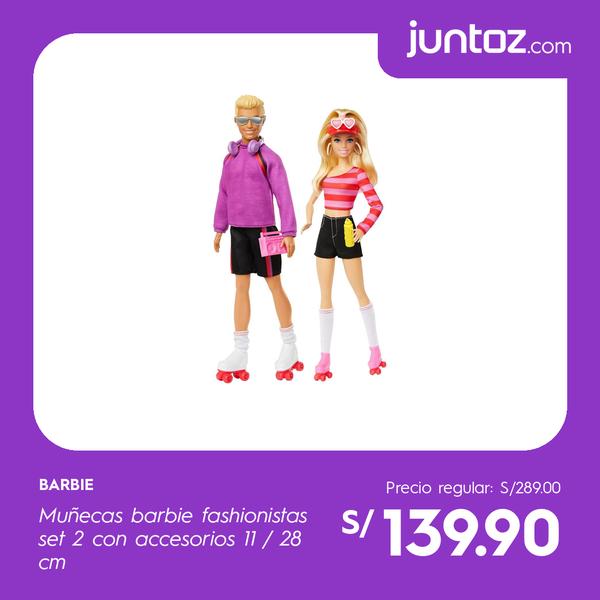 juntoz.com
BARBIE
Muñecas barbie fashionistas
set 2 con accesorios 11 / 28
cm
Precio regular: S/289.00
S/139.90